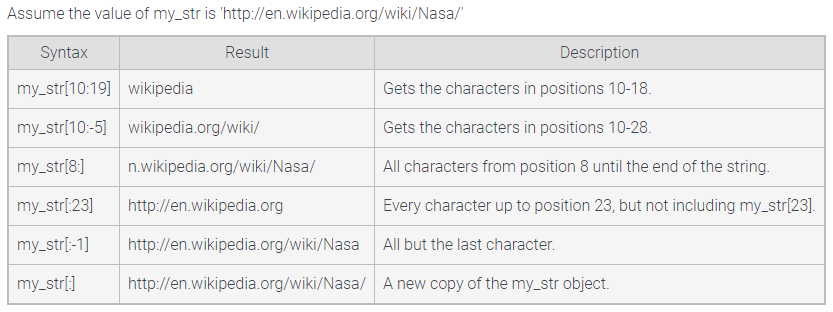 Assume the value of my_str is 'http://en.wikipedia.org/wiki/Nasa/'
Syntax Result Description
my_str[10:19] wikipedia Gets the characters in positions 10-18.
my_str[10:-5] wikipedia.org/wiki/ Gets the characters in positions 10-28.
my_str[8:] n.wikipedia.org/wiki/Nasa/ All characters from position 8 until the end of the string.
my_str[:23] http://en.wikipedia.org Every character up to position 23, but not including my_str[23].
my_str[:-1] http://en.wikipedia.org/wiki/Nasa All but the last character.
my_str[:] http://en.wikipedia.org/wiki/Nasa/ A new copy of the my_str object.